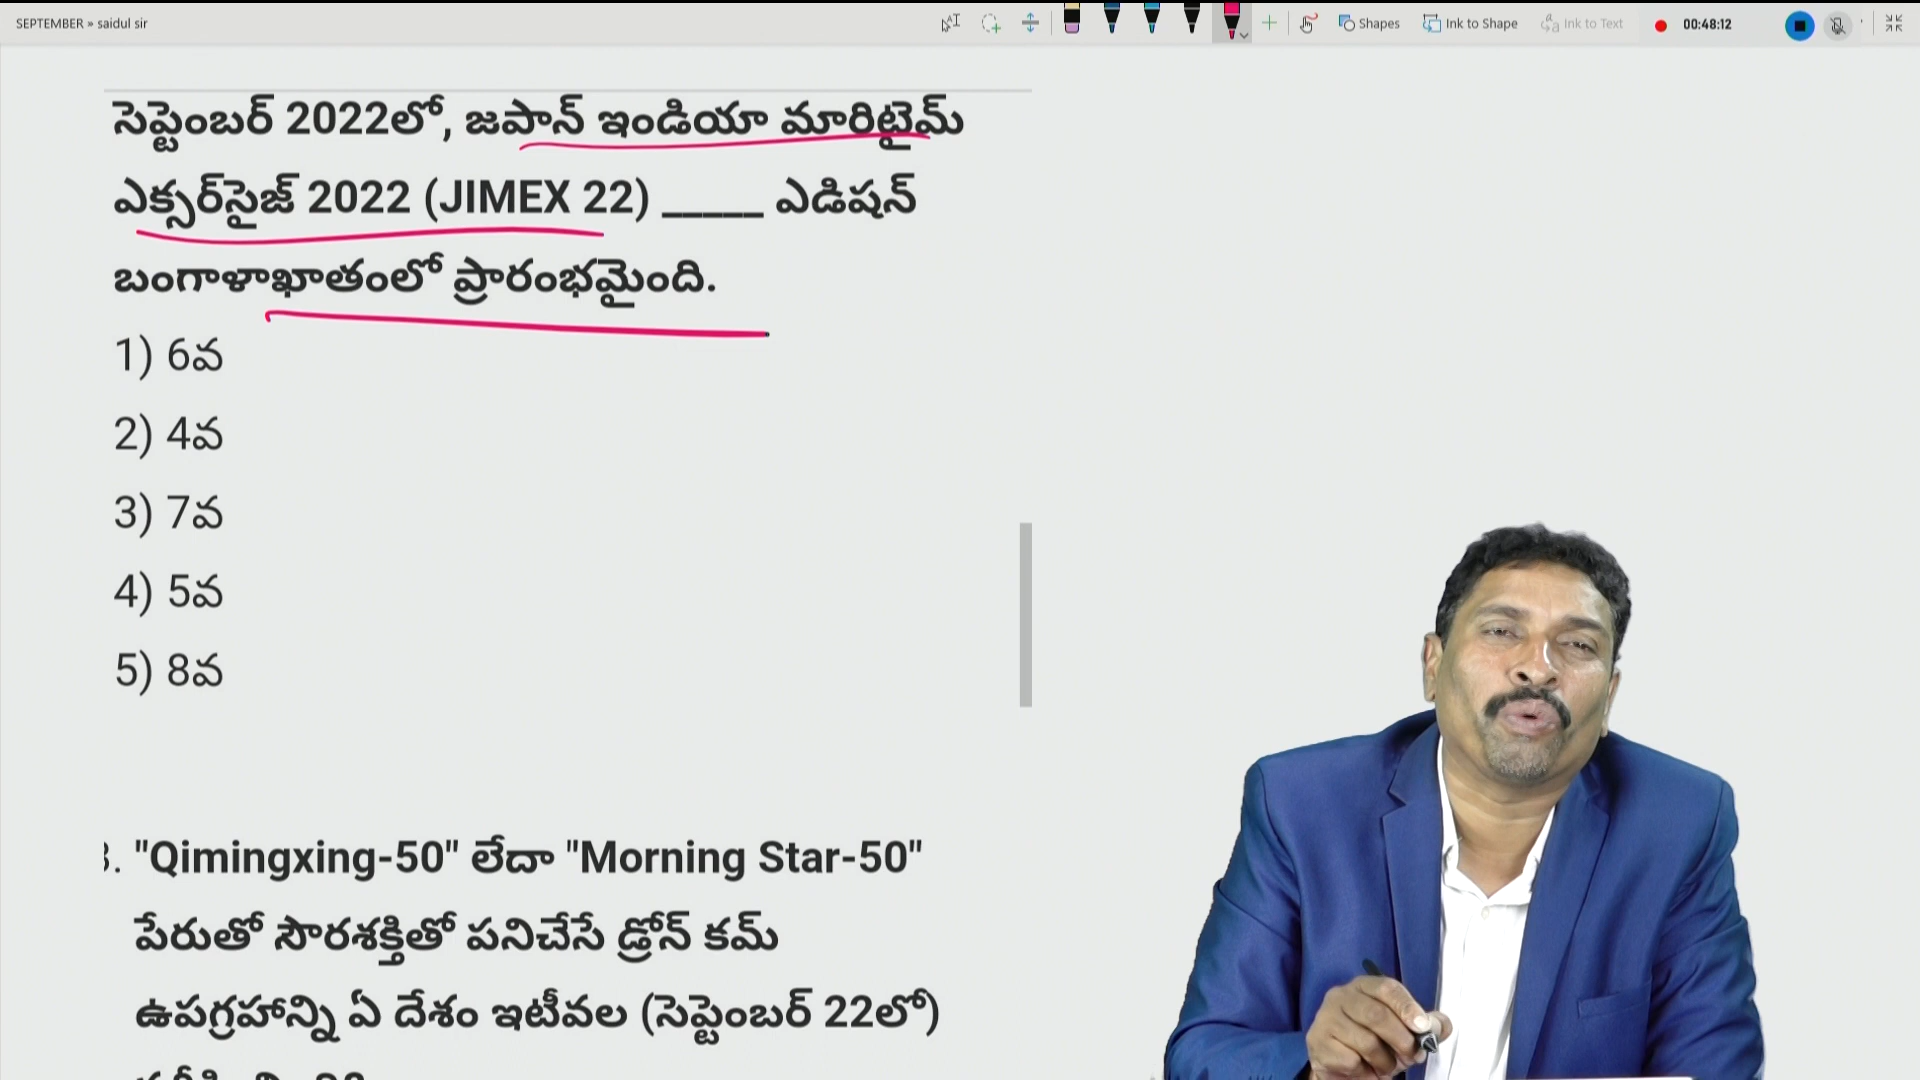 SEPTEMBER » saidul sir
Shapes Ink to Shape Ink to Text 00:48:12
సెప్టెంబర్ 2022లో, జపాన్ ఇండియా మారిటైమ్
ఎక్సర్‌సైజ్ 2022 (JIMEX 22) _____ ఎడిషన్
బంగాళాఖాతంలో ప్రారంభమైంది.
1) 6వ
2) 4వ
3) 7వ
4) 5వ
5) 8వ
"Qimingxing-50" లేదా "Morning Star-50"
పేరుతో సౌరశక్తితో పనిచేసే డ్రోన్ కమ్
ఉపగ్రహాన్ని ఏ దేశం ఇటీవల (సెప్టెంబర్ 22లో)